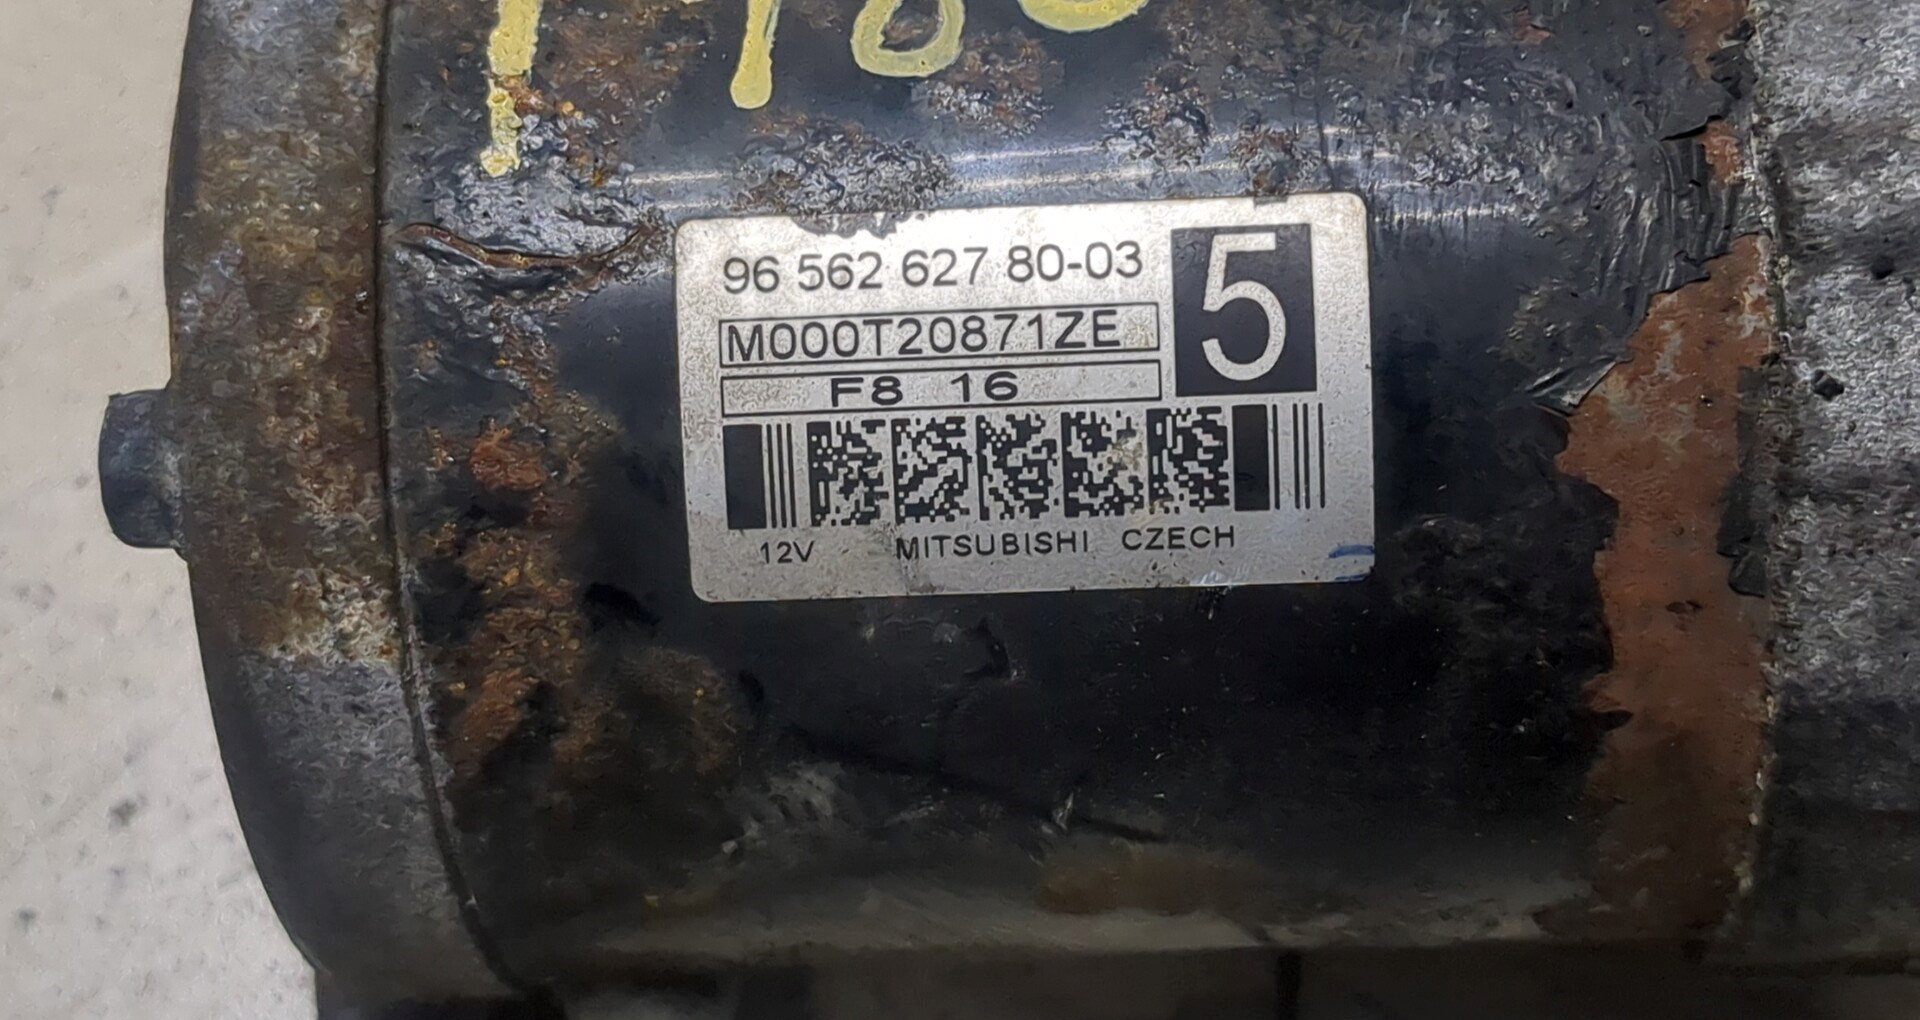 96 562 627 80-03
5
M000T20871ZE
F8 16
12V MITSUBISHI CZECH